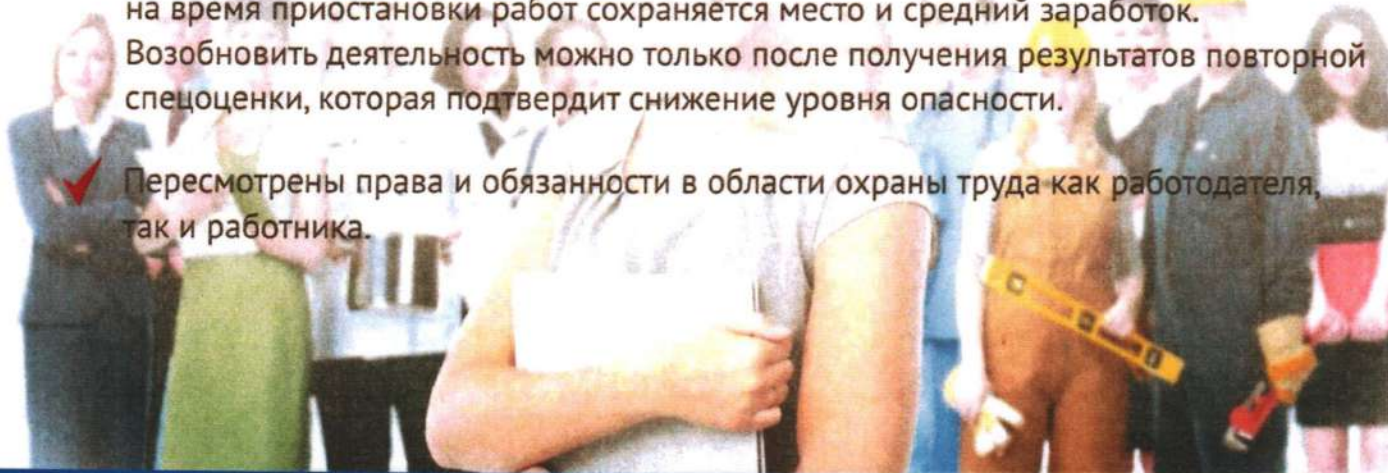 на время приостановки работ сохраняется место и средний заработок.
Возобновить деятельность можно только после получения результатов повторной
спецоценки, которая подтвердит снижение уровня опасности.
Пересмотрены права и обязанности в области охраны труда как работодателя,
так и работника.